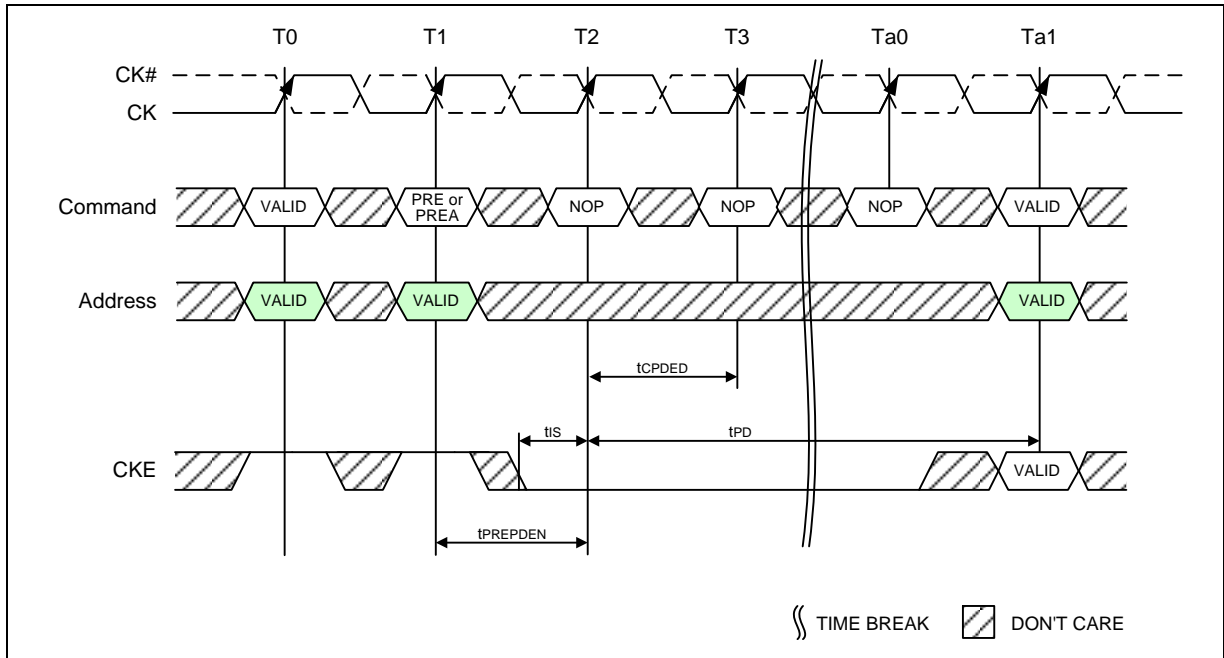 T0 T1 T2 T3 Ta0 Ta1
CK#
CK
Command VALID PRE or PREA NOP NOP NOP VALID
Address VALID VALID VALID
tCPDED
tIS tPD
CKE VALID
tPREPDEN
TIME BREAK DON'T CARE